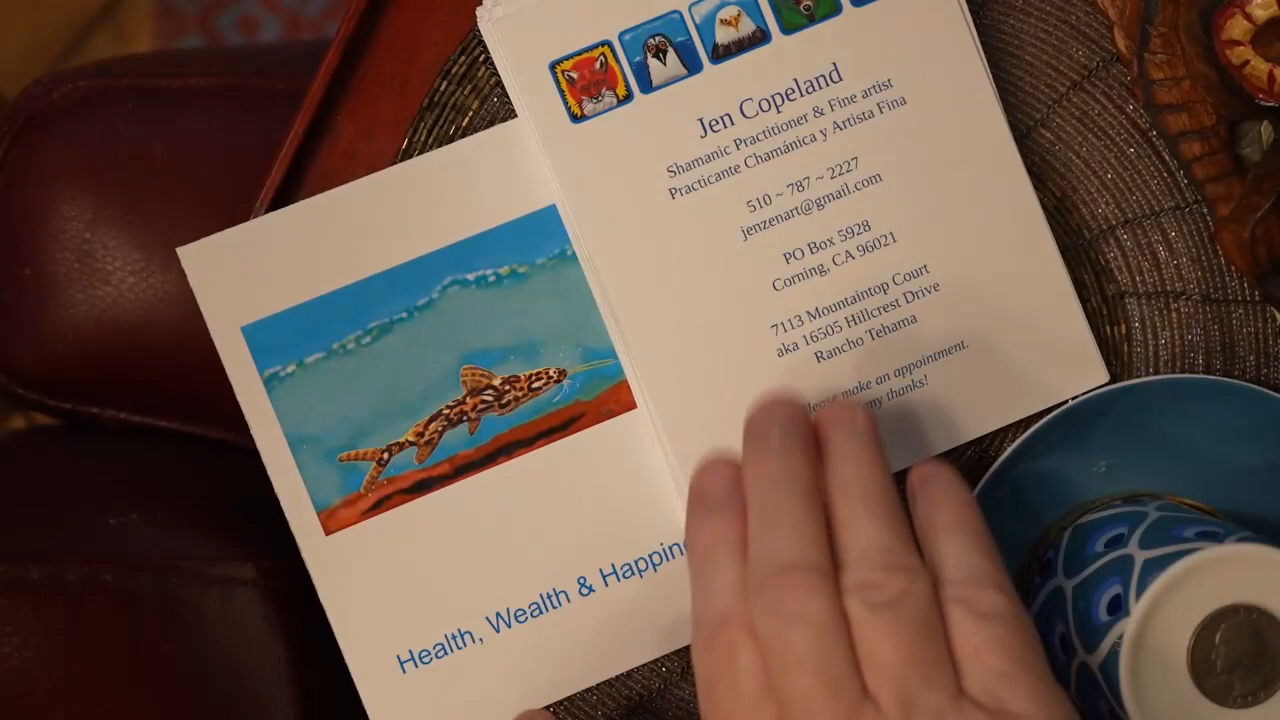 Jen Copeland
Shamanic Practitioner & Fine artist
Practicante Chamánica y Artista Fina
510 ~ 787 ~ 2227
jenzenart@gmail.com
PO Box 5928
Corning, CA 96021
7113 Mountaintop Court
aka 16505 Hillcrest Drive
Rancho Tehama
make an appointment.
thanks!
Health, Wealth &